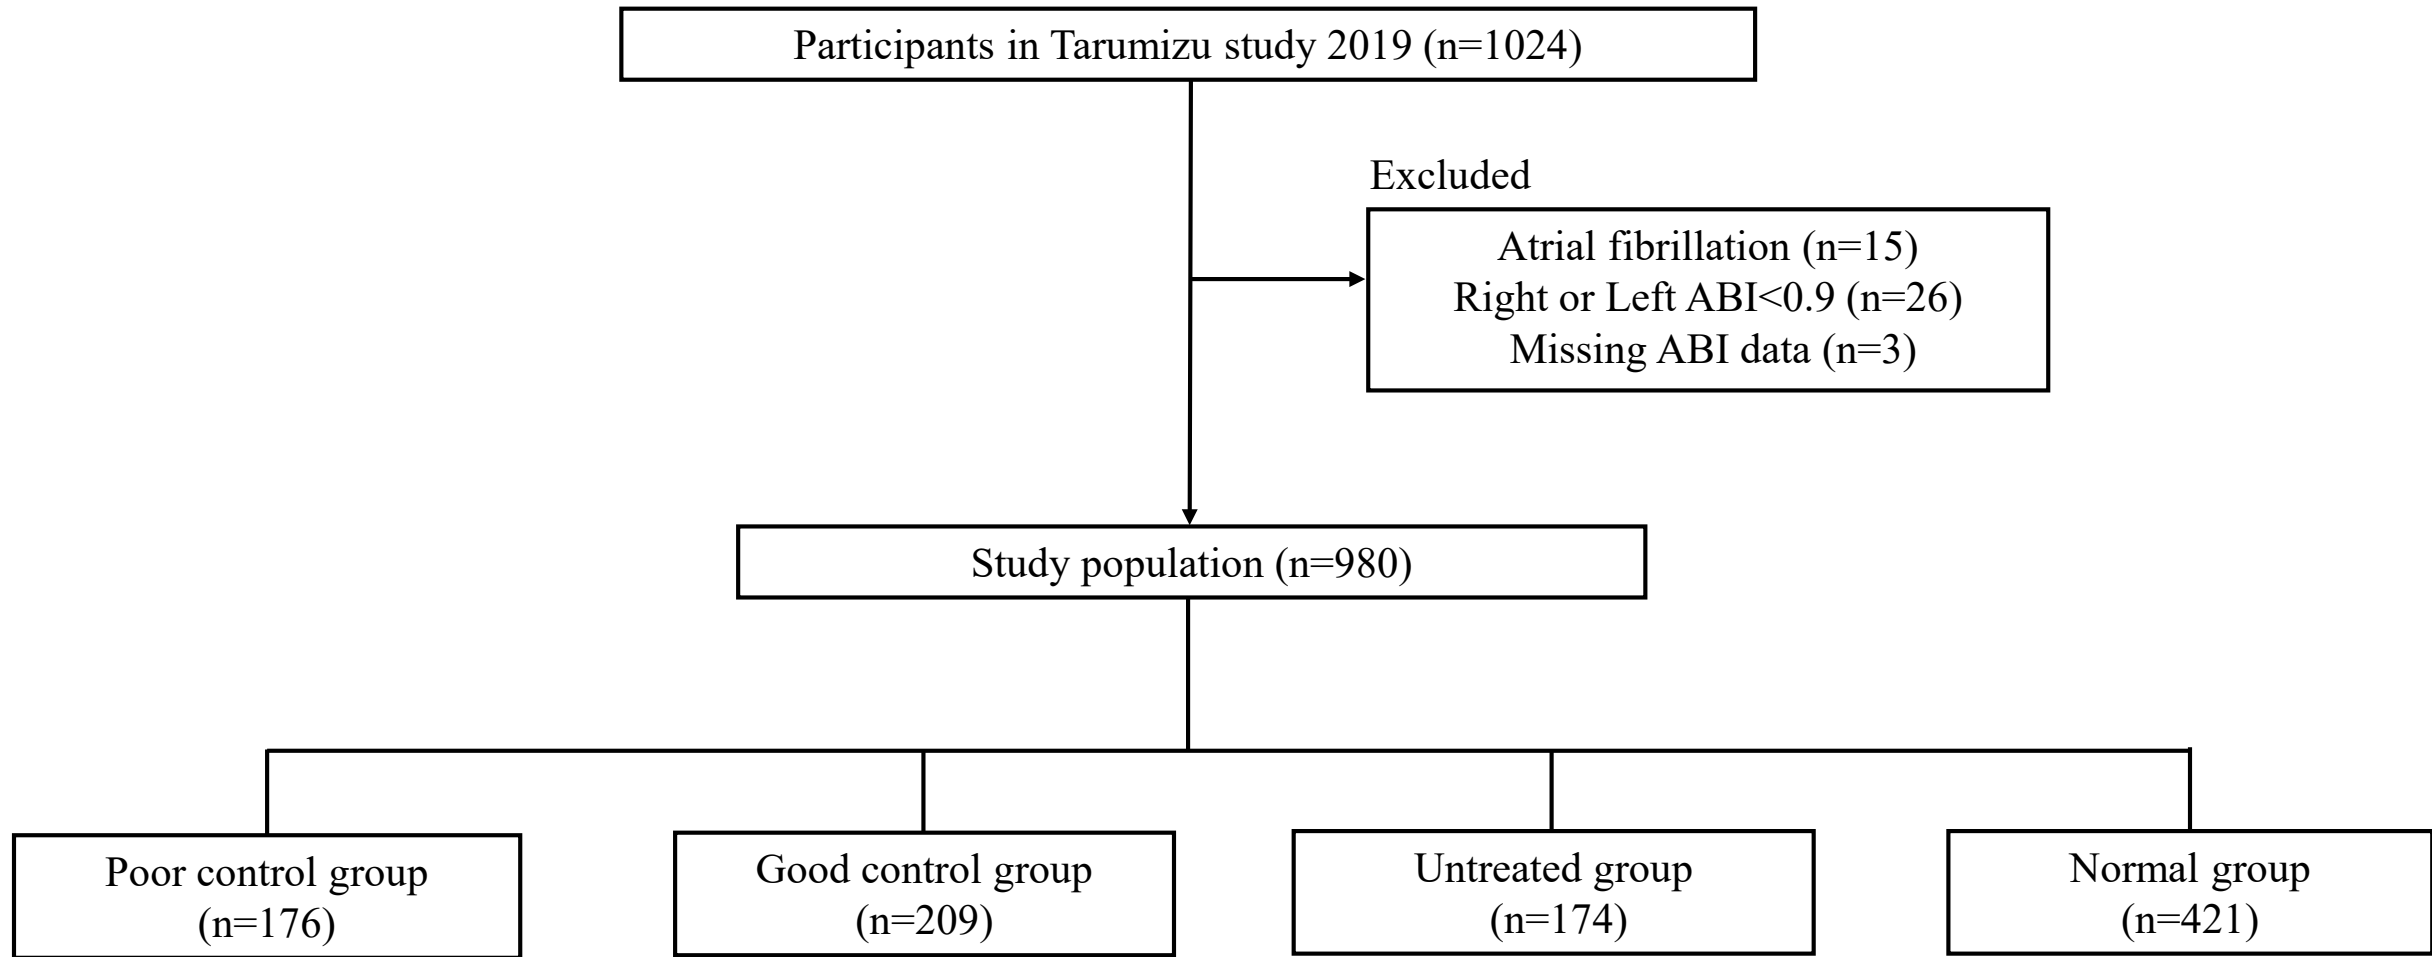 Participants in Tarumizu study 2019 (n=1024)
Excluded
Atrial fibrillation (n=15)
Right or Left ABI<0.9 (n=26)
Missing ABI data (n=3)
Study population (n=980)
Poor control group
(n=176)
Good control group
(n=209)
Untreated group
(n=174)
Normal group
(n=421)